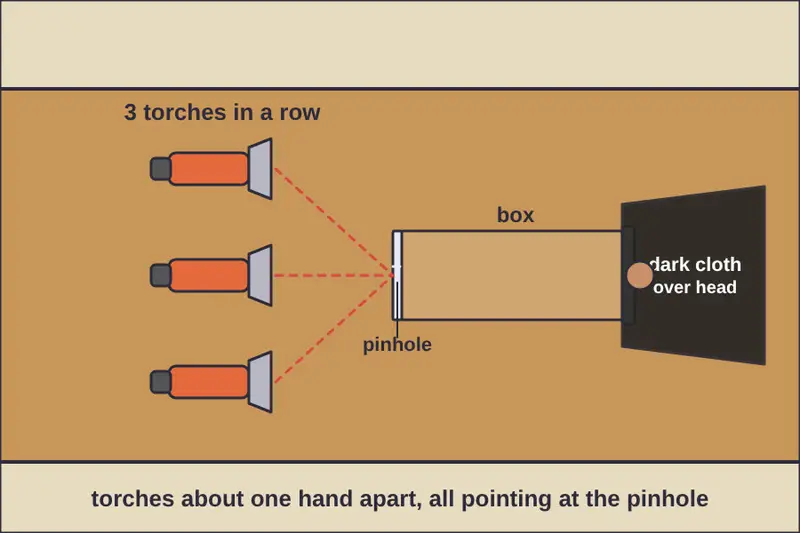 3 torches in a row
box
dark cloth
over head
pinhole
torches about one hand apart, all pointing at the pinhole